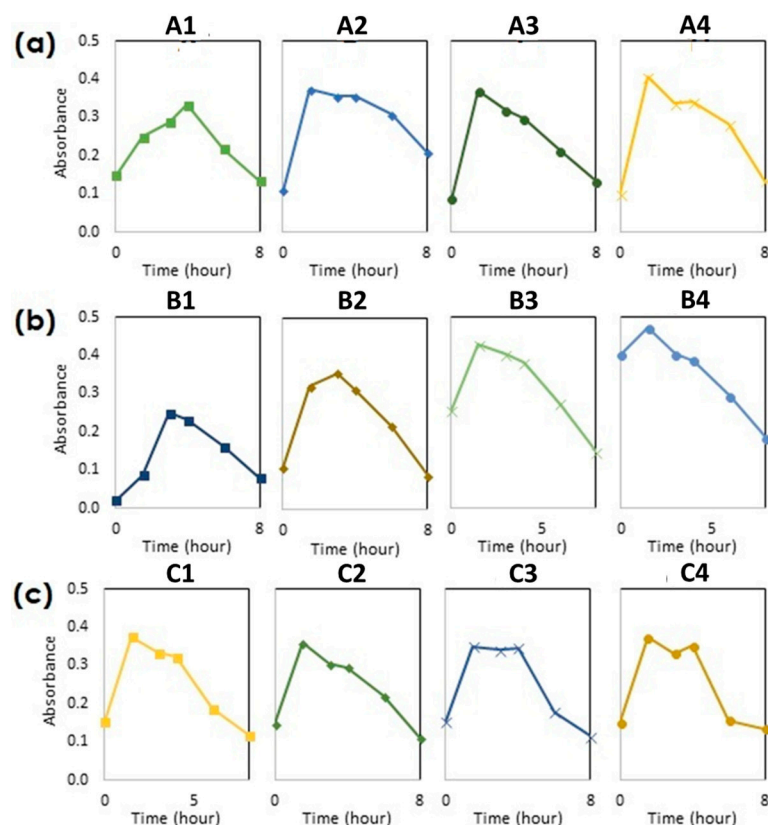 (a)
A1 A2 A3 A4
Absorbance
0.5
0.4
0.3
0.2
0.1
0.0
0 8 0 8 0 8 0 8
Time (hour) Time (hour) Time (hour) Time (hour)
(b)
B1 B2 B3 B4
Absorbance
0.5
0.4
0.3
0.2
0.1
0.0
0 8 0 8 0 5 0 5
Time (hour) Time (hour) Time (hour) Time (hour)
(c)
C1 C2 C3 C4
Absorbance
0.5
0.4
0.3
0.2
0.1
0.0
0 5 0 8 0 8 0 8
Time (hour) Time (hour) Time (hour) Time (hour)